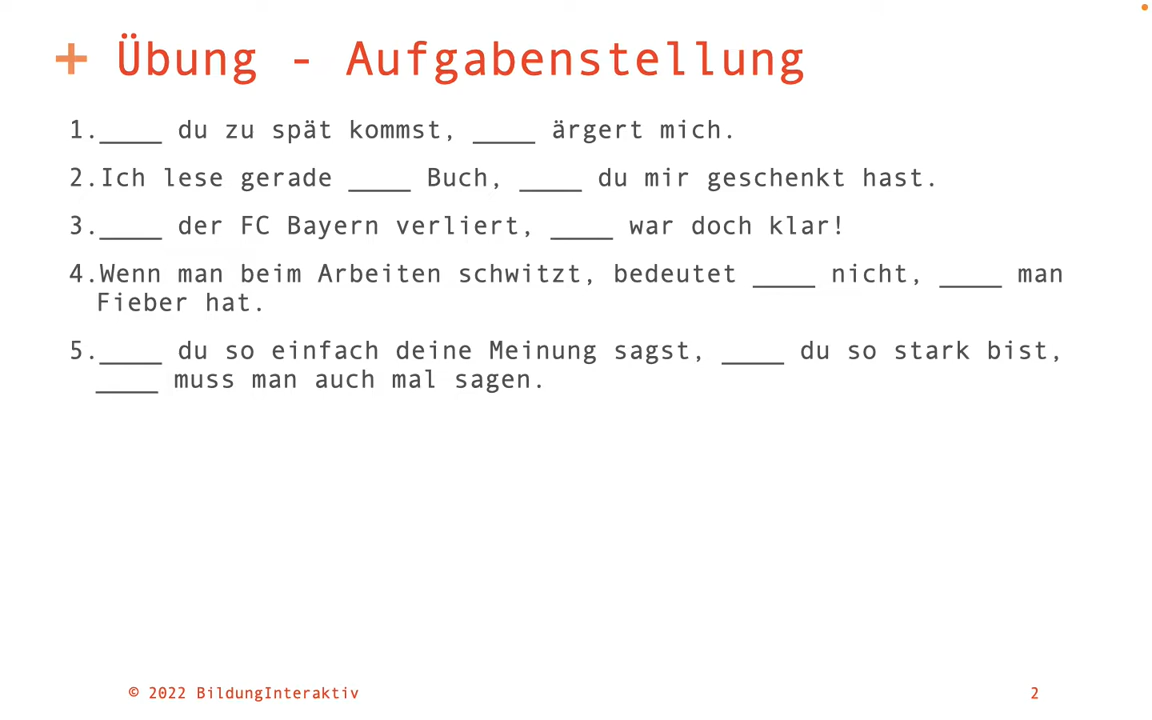 + Übung - Aufgabenstellung
1.____ du zu spät kommst, ____ ärgert mich.
2.Ich lese gerade ____ Buch, ____ du mir geschenkt hast.
3.____ der FC Bayern verliert, ____ war doch klar!
4.Wenn man beim Arbeiten schwitzt, bedeutet ____ nicht, ____ man
Fieber hat.
5.____ du so einfach deine Meinung sagst, ____ du so stark bist,
____ muss man auch mal sagen.
© 2022 BildungInteraktiv
2